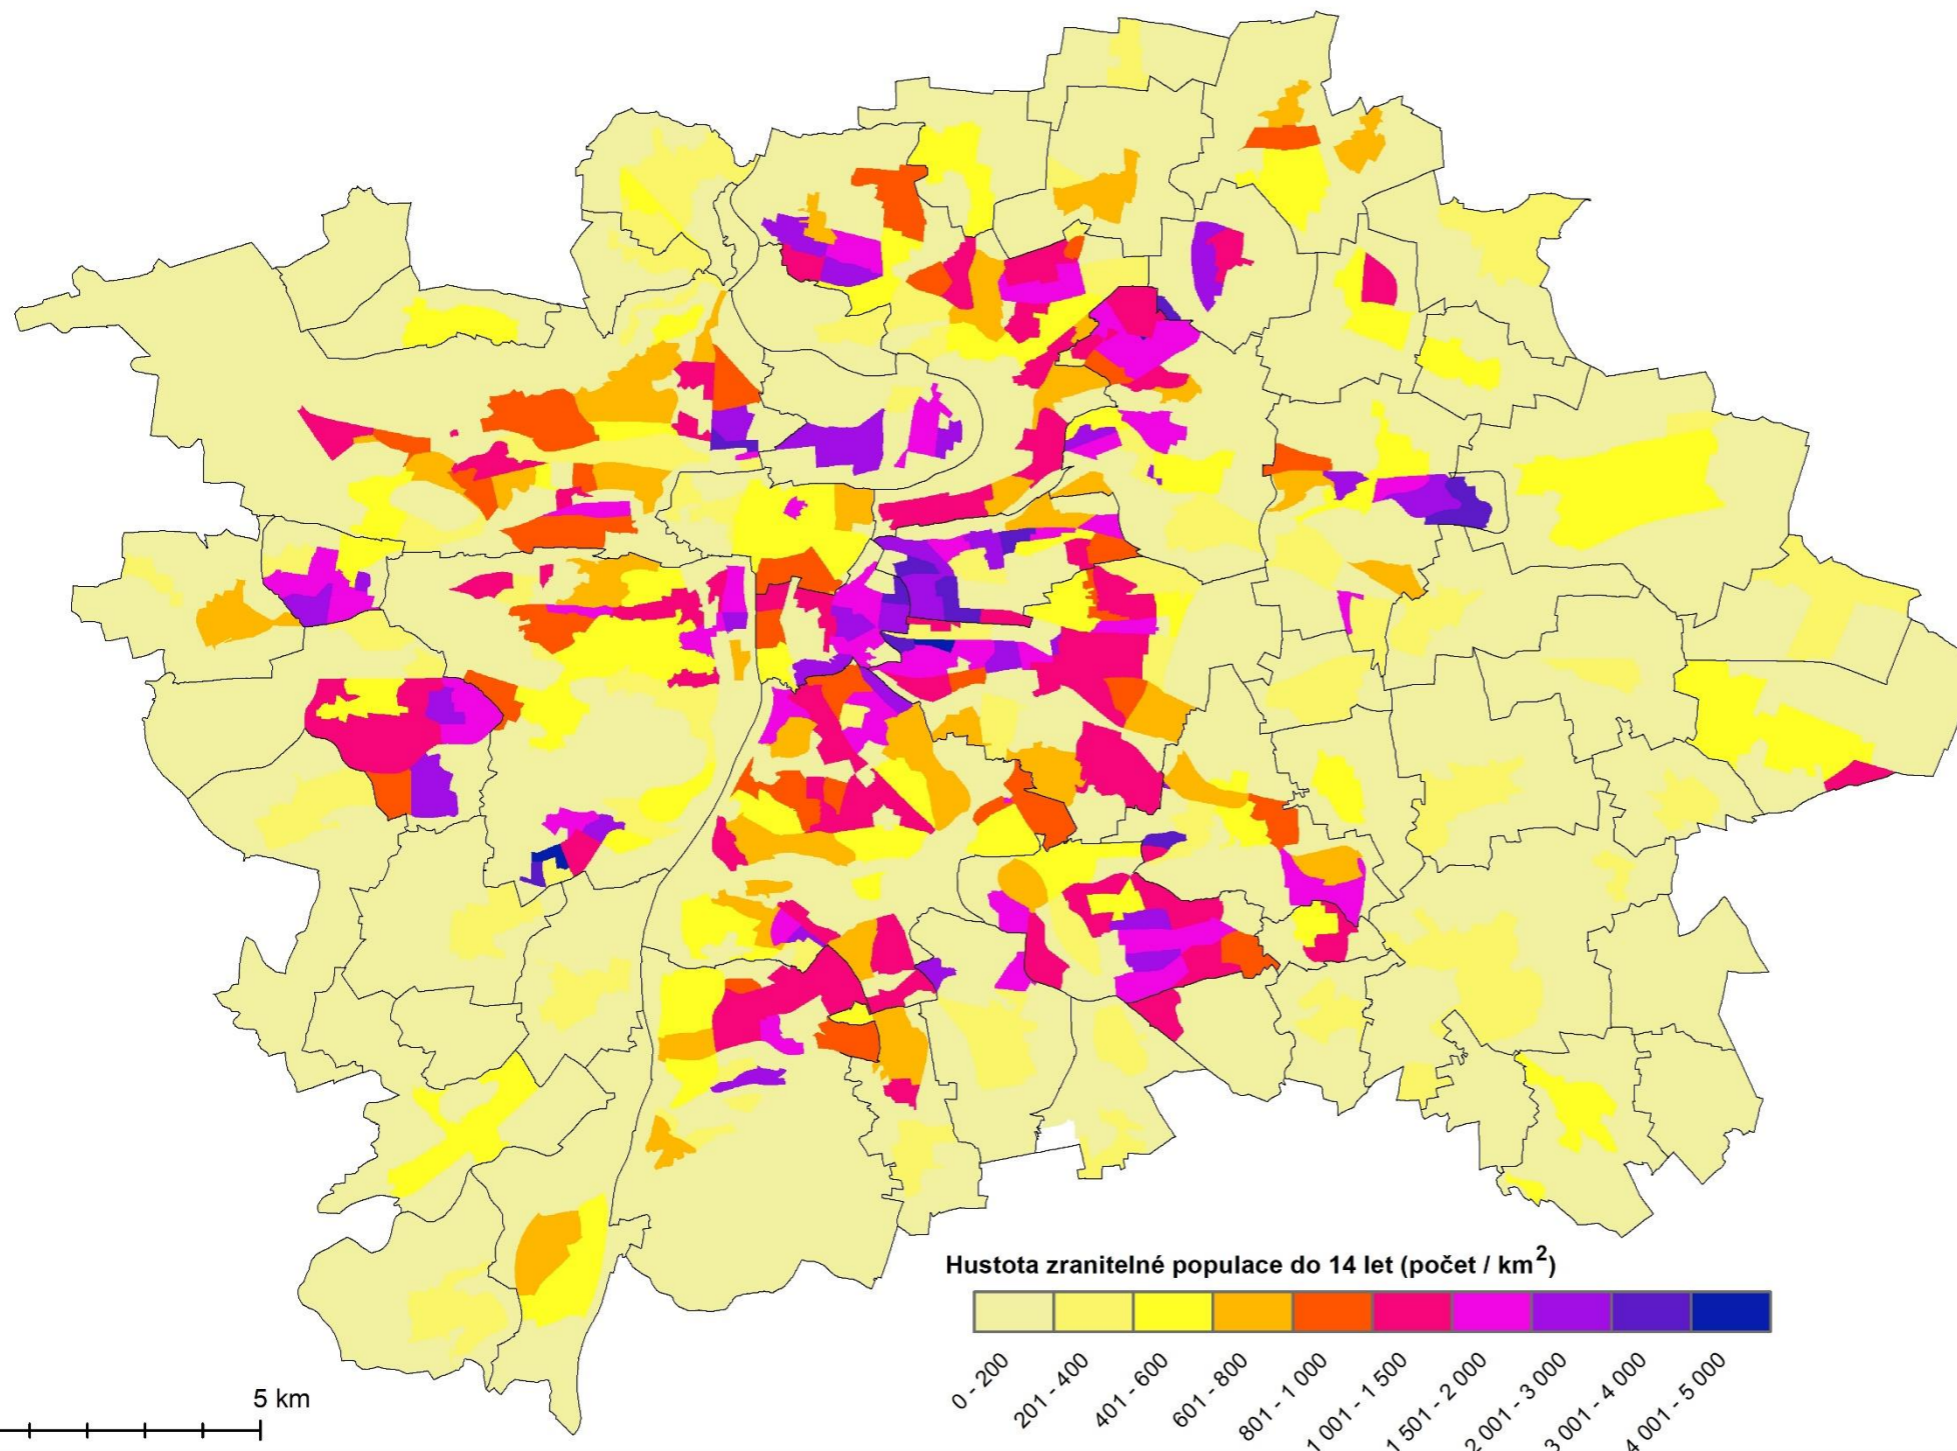 Hustota zranitelné populace do 14 let (počet / km²)
0 - 200
201 - 400
401 - 600
601 - 800
801 - 1 000
1 001 - 1 500
1 501 - 2 000
2 001 - 3 000
3 001 - 4 000
4 001 - 5 000
5 km